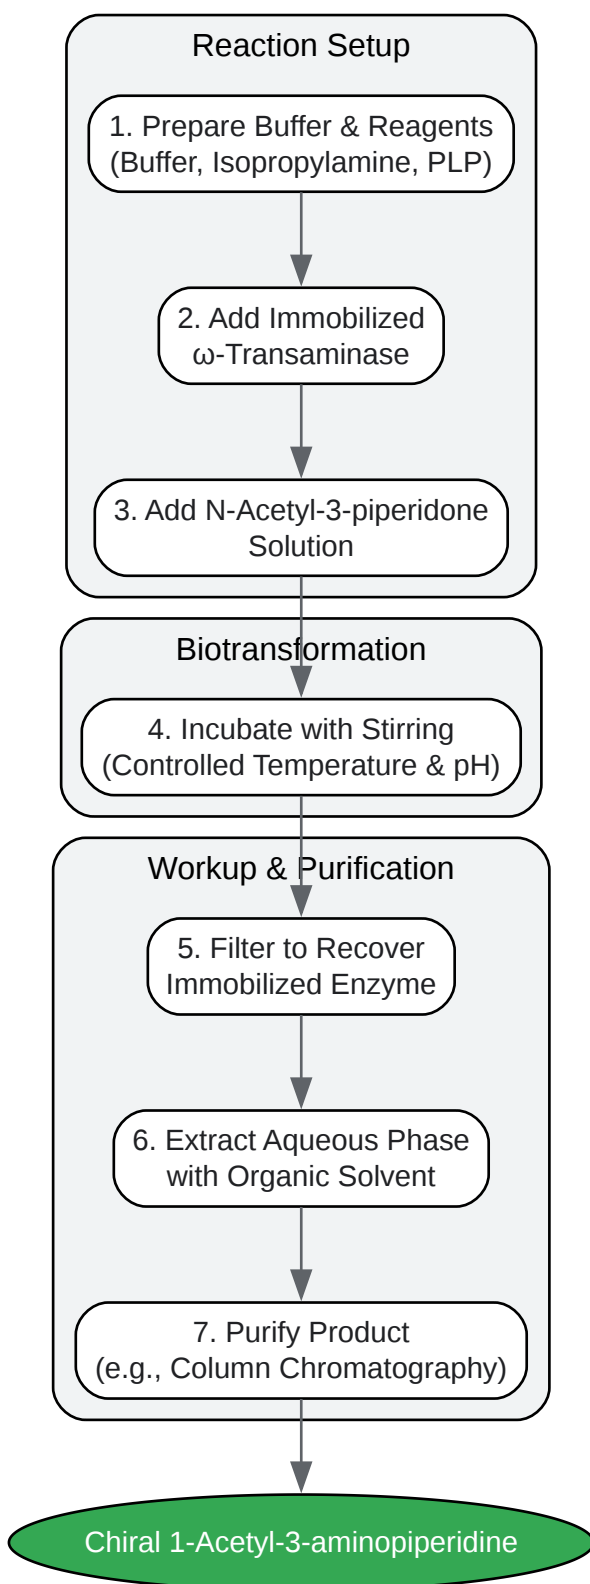 Reaction Setup
1. Prepare Buffer & Reagents
(Buffer, Isopropylamine, PLP)
2. Add Immobilized
ω-Transaminase
3. Add N-Acetyl-3-piperidone
Solution
Biotransformation
4. Incubate with Stirring
(Controlled Temperature & pH)
Workup & Purification
5. Filter to Recover
Immobilized Enzyme
6. Extract Aqueous Phase
with Organic Solvent
7. Purify Product
(e.g., Column Chromatography)
Chiral 1-Acetyl-3-aminopiperidine